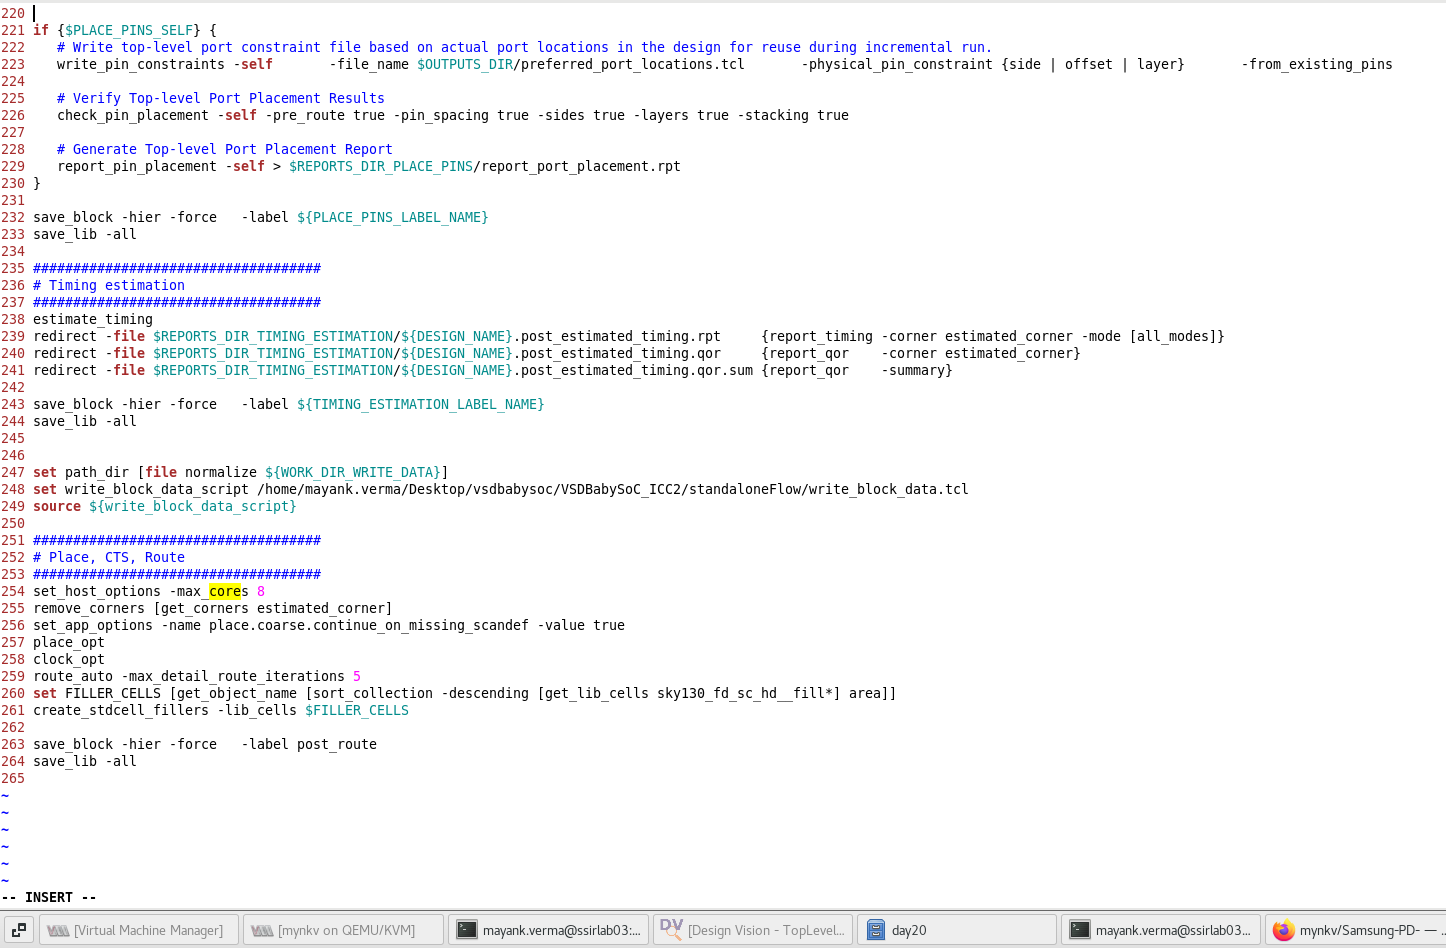 220
221 if {$PLACE_PINS_SELF} {
222    # Write top-level port constraint file based on actual port locations in the design for reuse during incremental run.
223    write_pin_constraints -self       -file_name $OUTPUTS_DIR/preferred_port_locations.tcl       -physical_pin_constraint {side | offset | layer}       -from_existing_pins
224
225    # Verify Top-level Port Placement Results
226    check_pin_placement -self -pre_route true -pin_spacing true -sides true -layers true -stacking true
227
228    # Generate Top-level Port Placement Report
229    report_pin_placement -self > $REPORTS_DIR_PLACE_PINS/report_port_placement.rpt
230 }
231
232 save_block -hier -force   -label ${PLACE_PINS_LABEL_NAME}
233 save_lib -all
234
235 ####################################
236 # Timing estimation
237 ####################################
238 estimate_timing
239 redirect -file $REPORTS_DIR_TIMING_ESTIMATION/${DESIGN_NAME}.post_estimated_timing.rpt     {report_timing -corner estimated_corner -mode [all_modes]}
240 redirect -file $REPORTS_DIR_TIMING_ESTIMATION/${DESIGN_NAME}.post_estimated_timing.qor     {report_qor    -corner estimated_corner}
241 redirect -file $REPORTS_DIR_TIMING_ESTIMATION/${DESIGN_NAME}.post_estimated_timing.qor.sum {report_qor    -summary}
242
243 save_block -hier -force   -label ${TIMING_ESTIMATION_LABEL_NAME}
244 save_lib -all
245
246
247 set path_dir [file normalize ${WORK_DIR_WRITE_DATA}]
248 set write_block_data_script /home/mayank.verma/Desktop/vsdbabysoc/VSDBabySoC_ICC2/standaloneFlow/write_block_data.tcl
249 source ${write_block_data_script}
250
251 ####################################
252 # Place, CTS, Route
253 ####################################
254 set_host_options -max_cores 8
255 remove_corners [get_corners estimated_corner]
256 set_app_options -name place.coarse.continue_on_missing_scandef -value true
257 place_opt
258 clock_opt
259 route_auto -max_detail_route_iterations 5
260 set FILLER_CELLS [get_object_name [sort_collection -descending [get_lib_cells sky130_fd_sc_hd__fill*] area]]
261 create_stdcell_fillers -lib_cells $FILLER_CELLS
262
263 save_block -hier -force   -label post_route
264 save_lib -all
265
~
~
~
~
~
~
-- INSERT --
[Virtual Machine Manager] [mynkv on QEMU/KVM] mayank.verma@ssirlab03:... [Design Vision - TopLevel... day20 mayank.verma@ssirlab03... mynkv/Samsung-PD- — ...